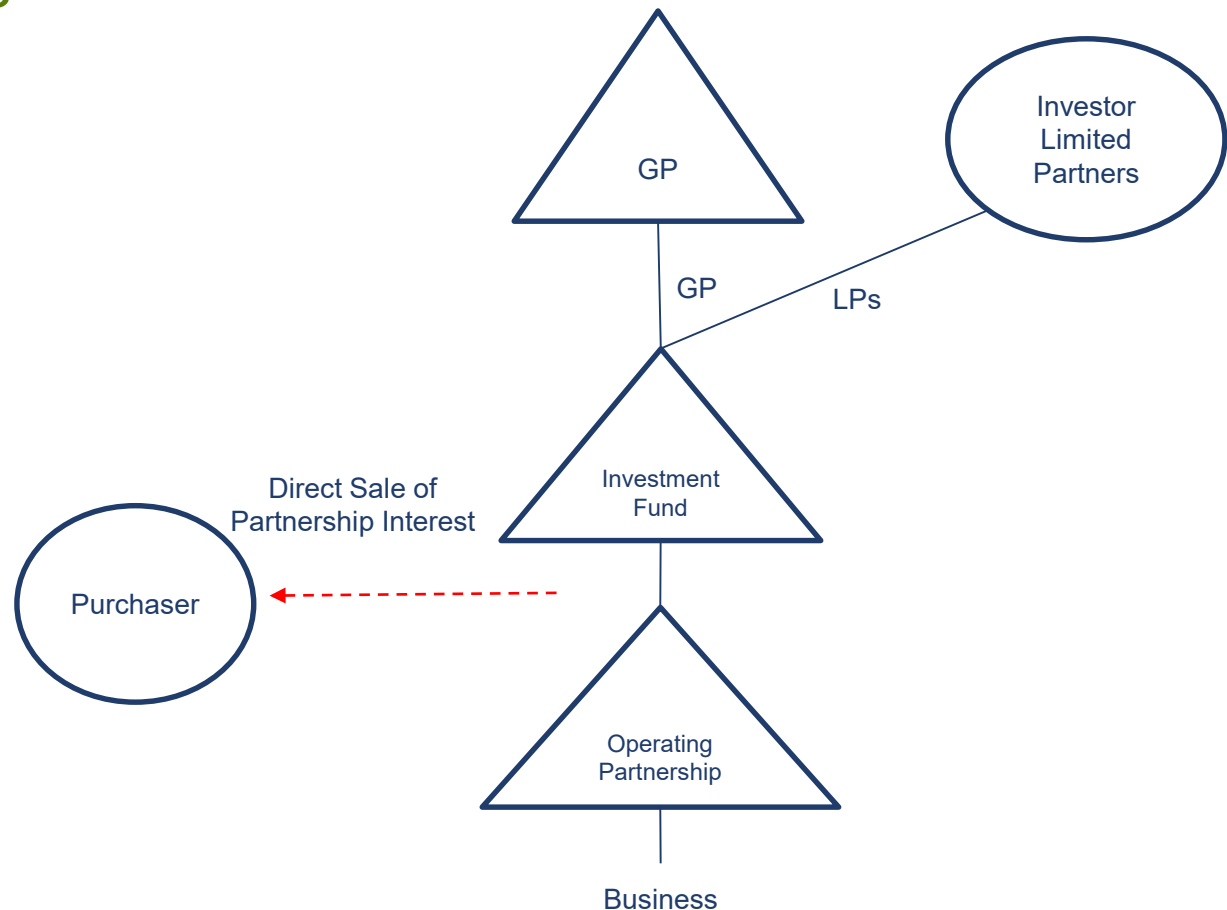 GP
Investor
Limited
Partners
GP
LPs
Investment
Fund
Direct Sale of
Partnership Interest
Purchaser
Operating
Partnership
Business